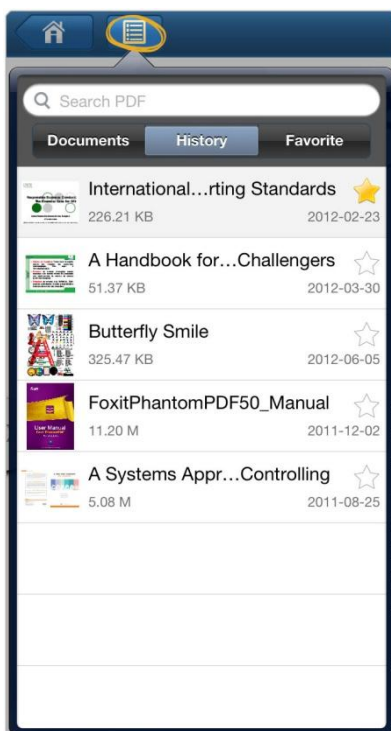 Search PDF
Documents History Favorite
International...rting Standards
226.21 KB 2012-02-23
A Handbook for...Challengers
51.37 KB 2012-03-30
Butterfly Smile
325.47 KB 2012-06-05
FoxitPhantomPDF50_Manual
11.20 M 2011-12-02
User Manual
A Systems Appr...Controlling
5.08 M 2011-08-25